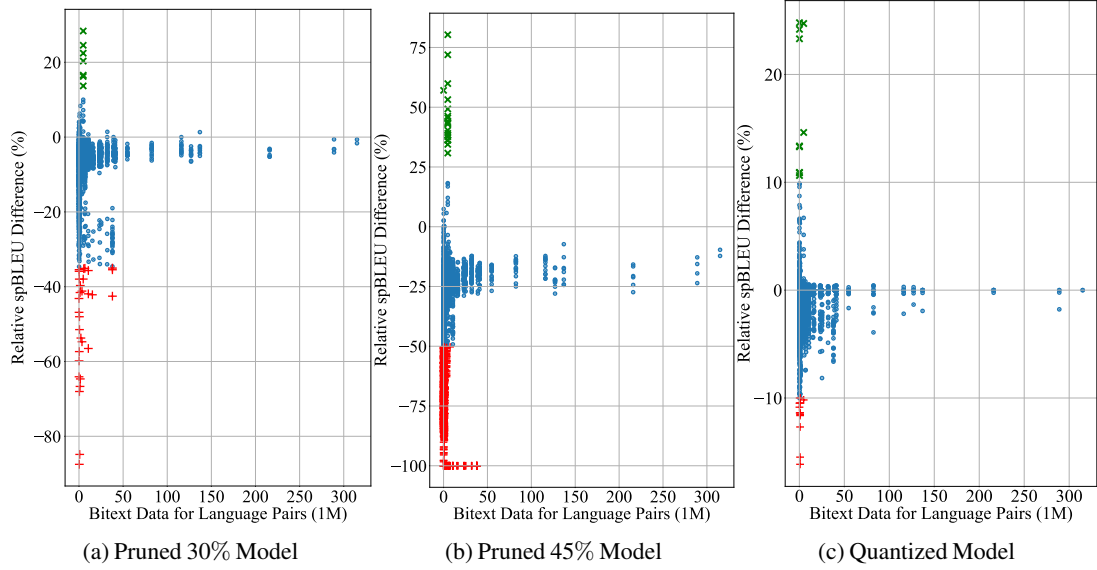 20
0
−20
−40
−60
−80
Relative spBLEU Difference (%)
0 50 100 150 200 250 300
Bitext Data for Language Pairs (1M)
(a) Pruned 30% Model
75
50
25
0
−25
−50
−75
−100
Relative spBLEU Difference (%)
0 50 100 150 200 250 300
Bitext Data for Language Pairs (1M)
(b) Pruned 45% Model
20
10
0
−10
Relative spBLEU Difference (%)
0 50 100 150 200 250 300
Bitext Data for Language Pairs (1M)
(c) Quantized Model